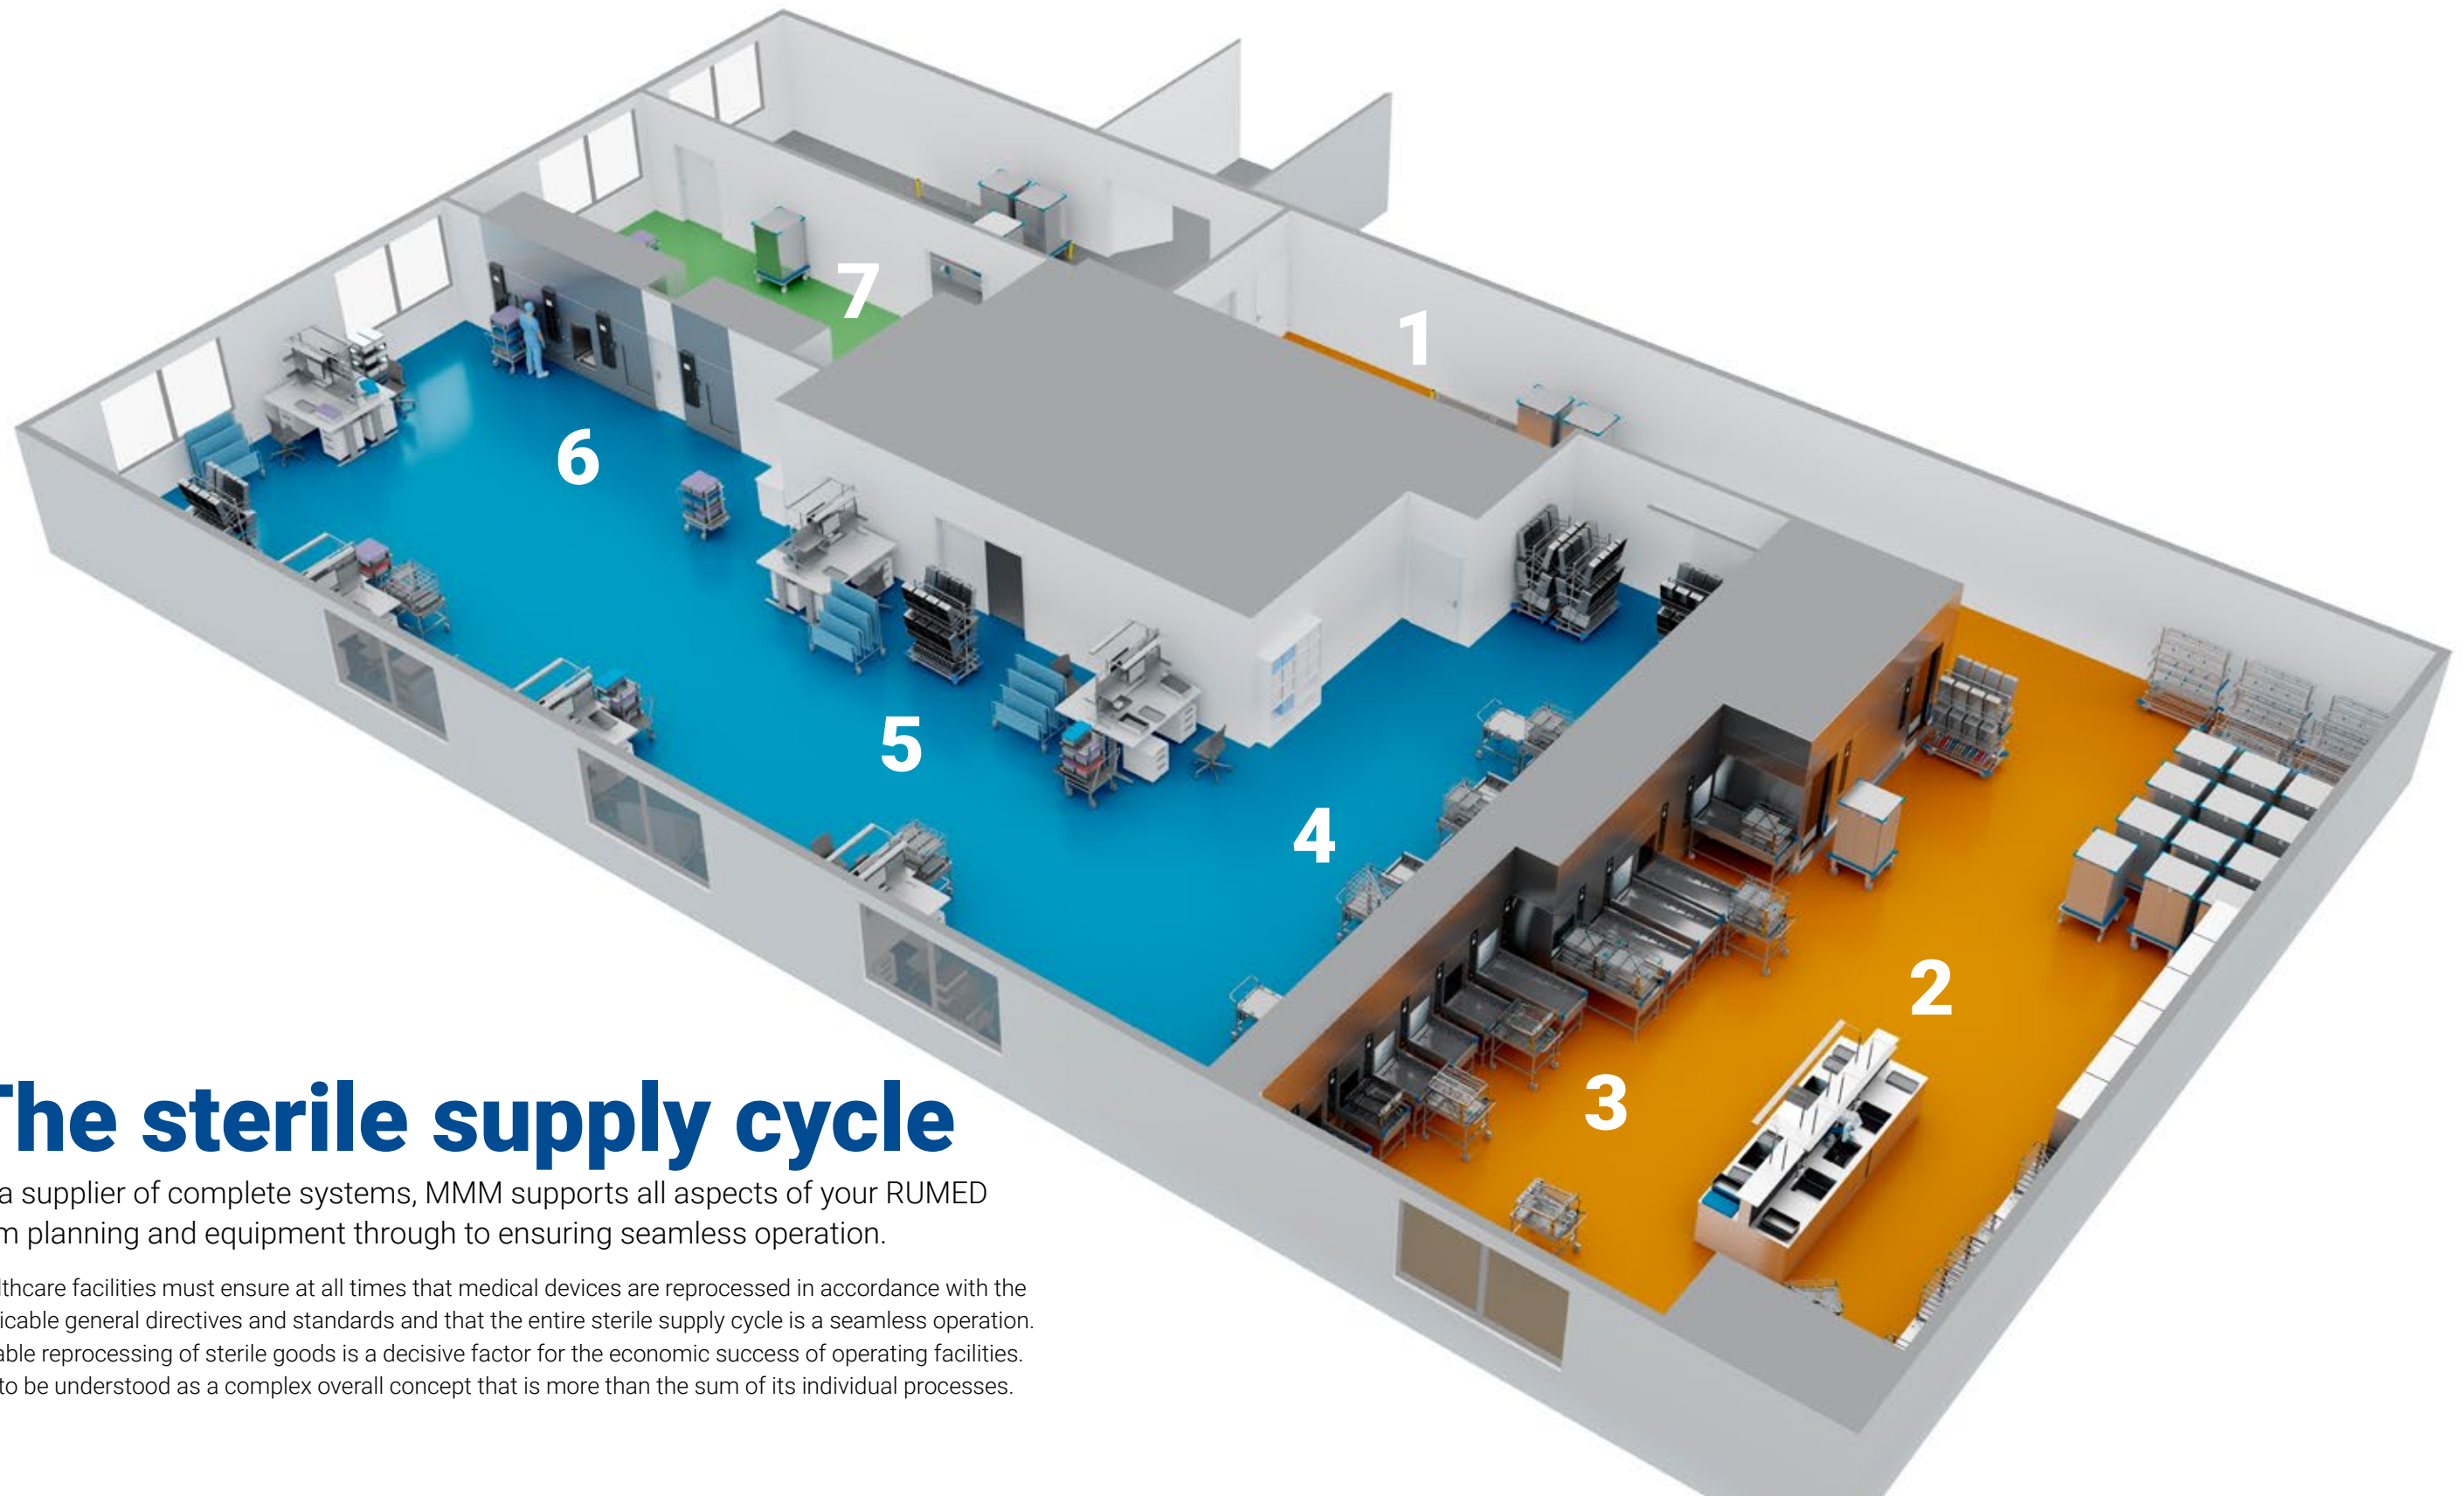 7
1
6
5
4
2
3
The sterile supply cycle
a supplier of complete systems, MMM supports all aspects of your RUMED
planning and equipment through to ensuring seamless operation.
facilities must ensure at all times that medical devices are reprocessed in accordance with the
general directives and standards and that the entire sterile supply cycle is a seamless operation.
reprocessing of sterile goods is a decisive factor for the economic success of operating facilities.
to be understood as a complex overall concept that is more than the sum of its individual processes.